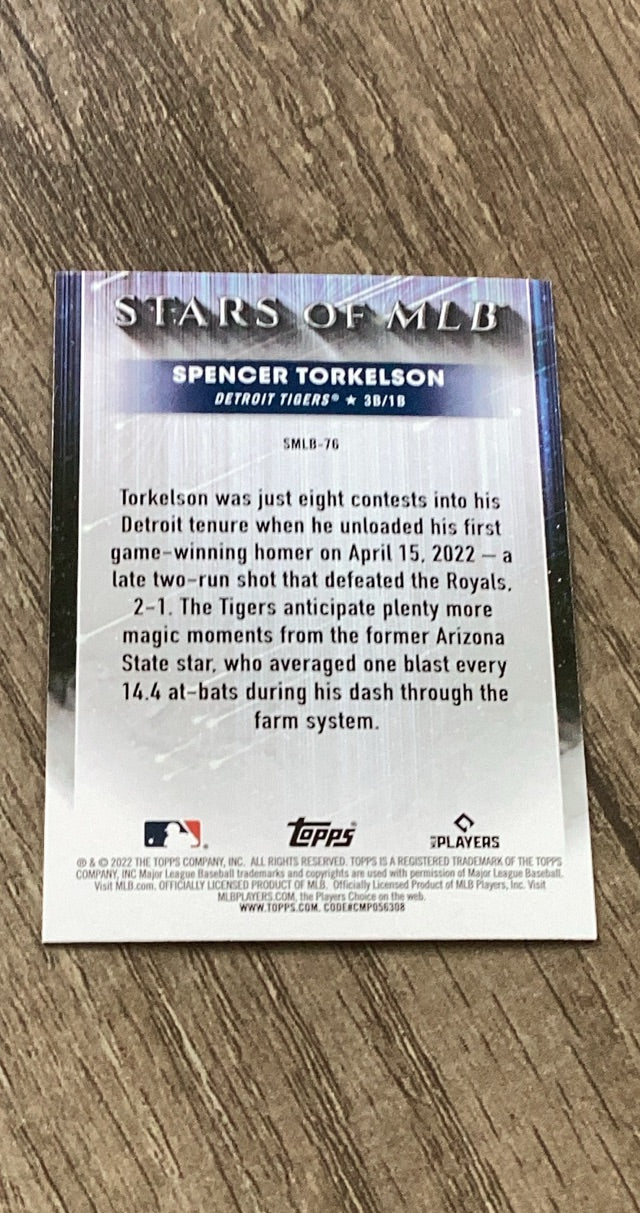 STARS OF MLB
SPENCER TORKELSON
DETROIT TIGERS® ★ 3B/1B
SMLB-76
Torkelson was just eight contests into his
Detroit tenure when he unloaded his first
game-winning homer on April 15, 2022 — a
late two-run shot that defeated the Royals,
2-1. The Tigers anticipate plenty more
magic moments from the former Arizona
State star, who averaged one blast every
14.4 at-bats during his dash through the
farm system.
Topps® PLAYERS
® & © 2022 THE TOPPS COMPANY, INC. ALL RIGHTS RESERVED. TOPPS IS A REGISTERED TRADEMARK OF THE TOPPS
COMPANY, INC Major League Baseball trademarks and copyrights are used with permission of Major League Baseball.
Visit MLB.com. OFFICIALLY LICENSED PRODUCT OF MLB. Officially Licensed Product of MLB Players, Inc. Visit
MLBPLAYERS.COM, the Players Choice on the web.
WWW.TOPPS.COM. CODE#CMP056308